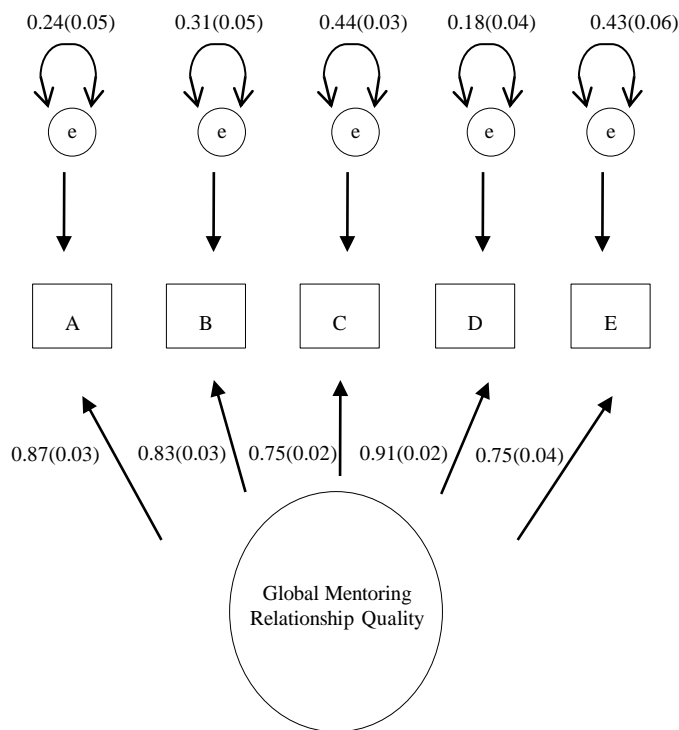 0.24(0.05) 0.31(0.05) 0.44(0.03) 0.18(0.04) 0.43(0.06)
e e e e e
A B C D E
0.87(0.03) 0.83(0.03) 0.75(0.02) 0.91(0.02) 0.75(0.04)
Global Mentoring
Relationship Quality